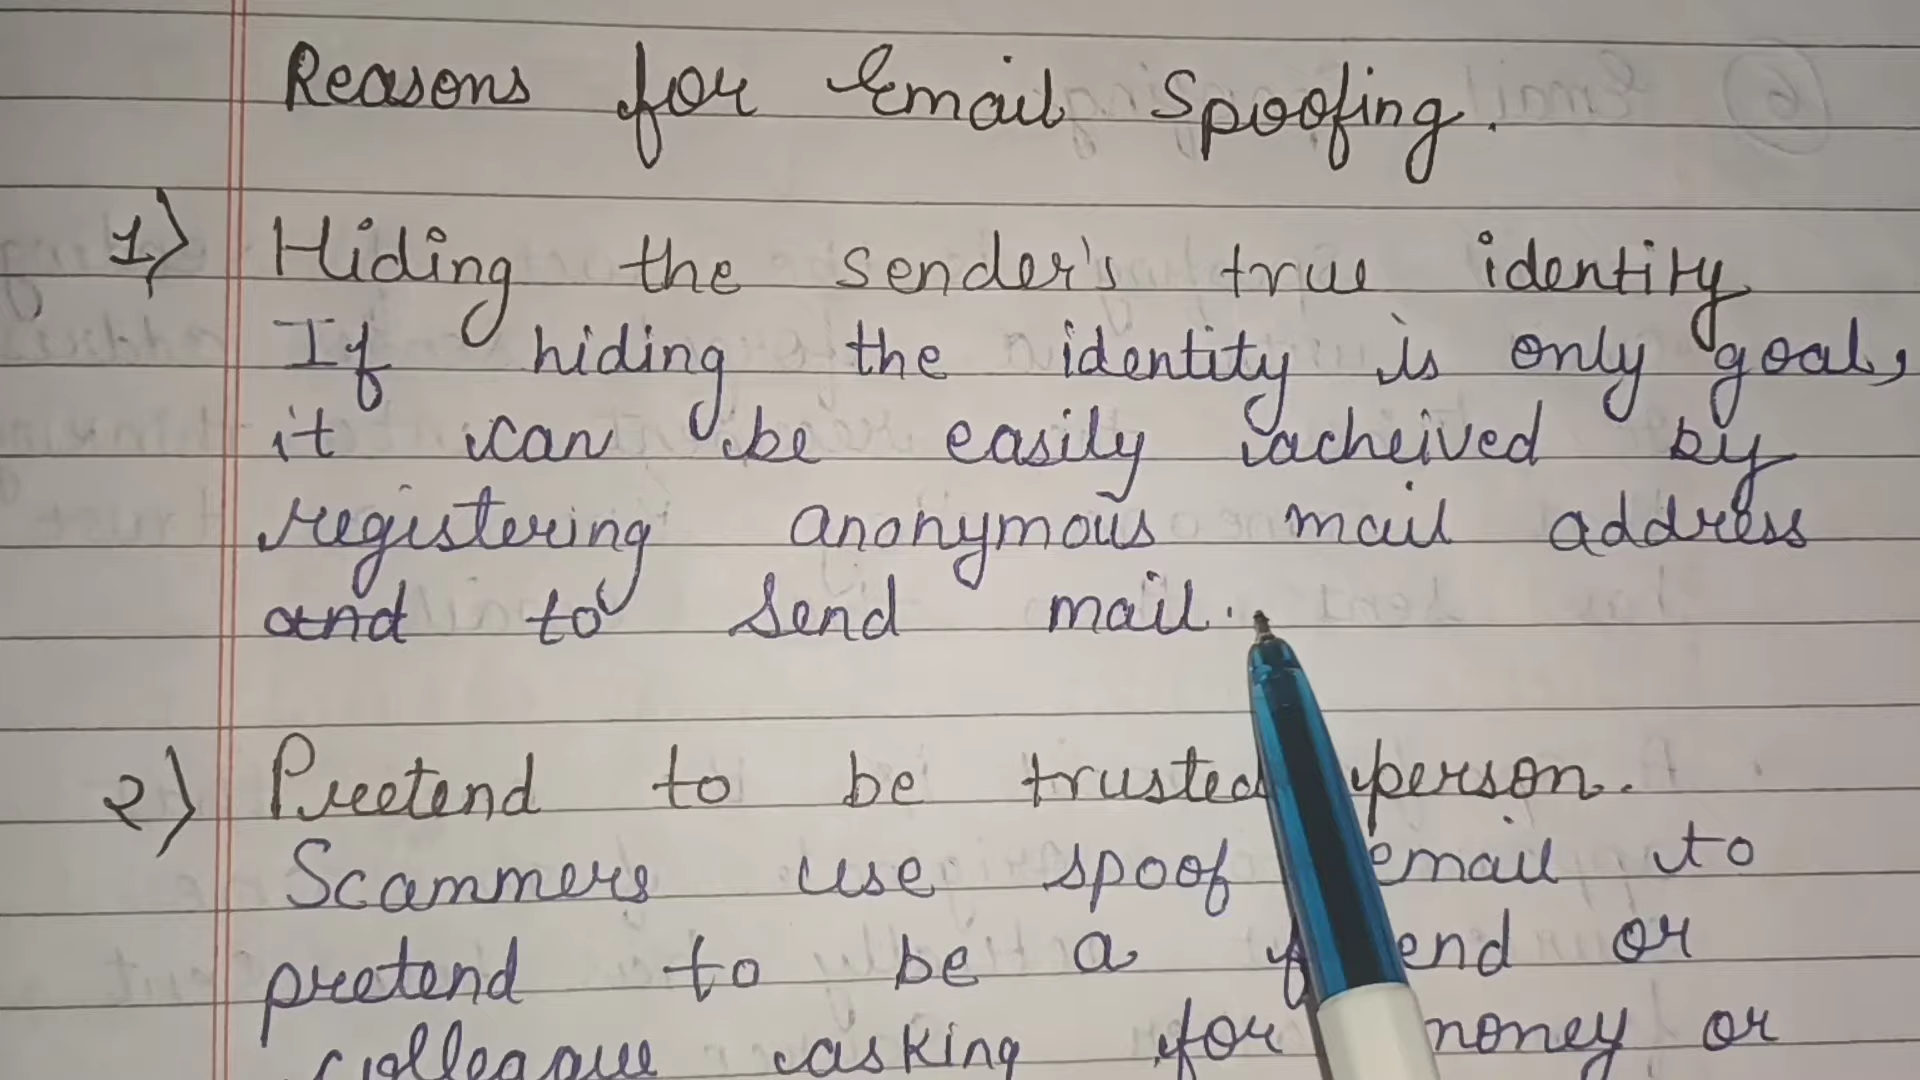 Reasons for Email Spoofing.
1) Hiding the sender's true identity
If hiding the identity is only goal,
it can be easily acheived by
registering anonymous mail address
and to send mail.
2) Pretend to be trusted person.
Scammers use spoof email to
pretend to be a or
colleague asking for money or